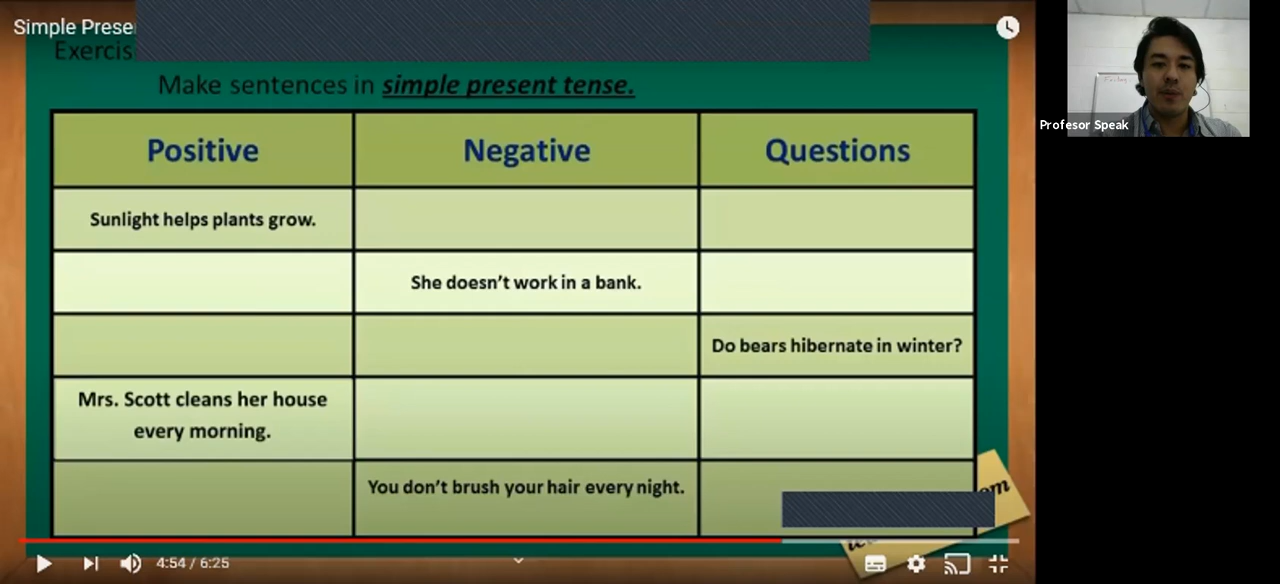 Simple Prese
Exercis
Make sentences in simple present tense.
Positive Negative Questions
Sunlight helps plants grow.
She doesn't work in a bank.
Do bears hibernate in winter?
Mrs. Scott cleans her house
every morning.
You don't brush your hair every night.
om
4:54 / 6:25
Profesor Speak